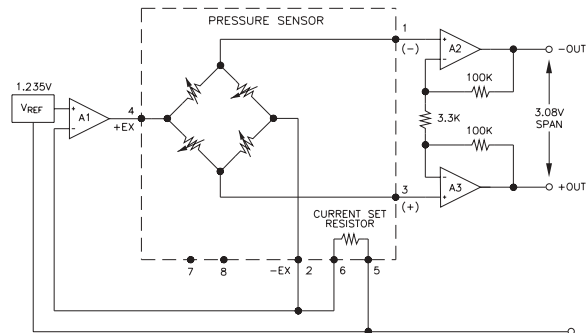 PRESSURE SENSOR
1
(-)
A2
-OUT
1.235V
VREF
+
-
A1
4
+EX
+
-
100K
3.3K
100K
3.08V
SPAN
-
+
A3
3
(+)
+OUT
CURRENT SET
RESISTOR
7
8
-EX
2
6
5